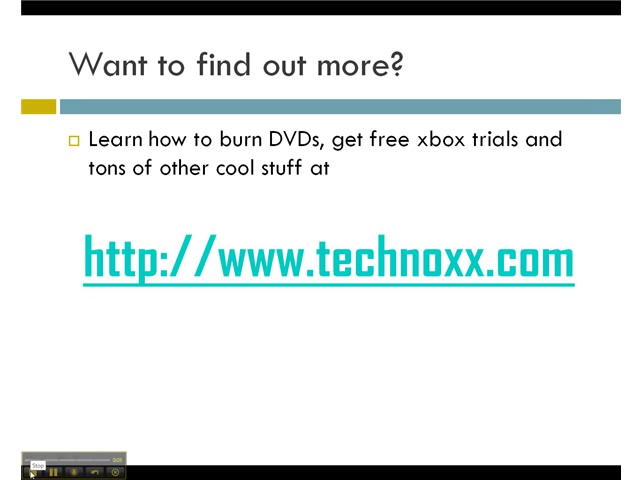 Want to find out more?
Learn how to burn DVDs, get free xbox trials and
tons of other cool stuff at
http://www.technoxx.com
Stop